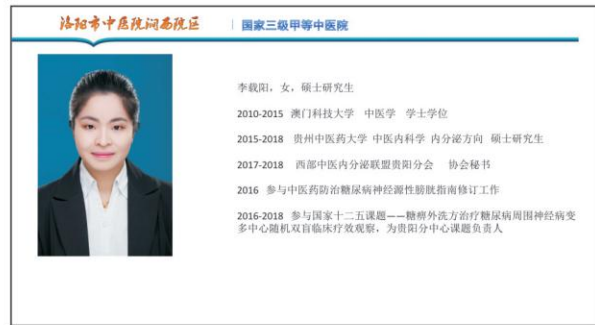 洛阳市中医院涧西院区
国家三级甲等中医院
李载阳，女，硕士研究生
2010-2015 澳门科技大学 中医学 学士学位
2015-2018 贵州中医药大学 中医内科学 内分泌方向 硕士研究生
2017-2018 西部中医内分泌联盟贵阳分会 协会秘书
2016 参与中医药防治糖尿病神经源性膀胱指南修订工作
2016-2018 参与国家十二五课题——糖痹外洗方治疗糖尿病周围神经病变
多中心随机双盲临床疗效观察，为贵阳分中心课题负责人